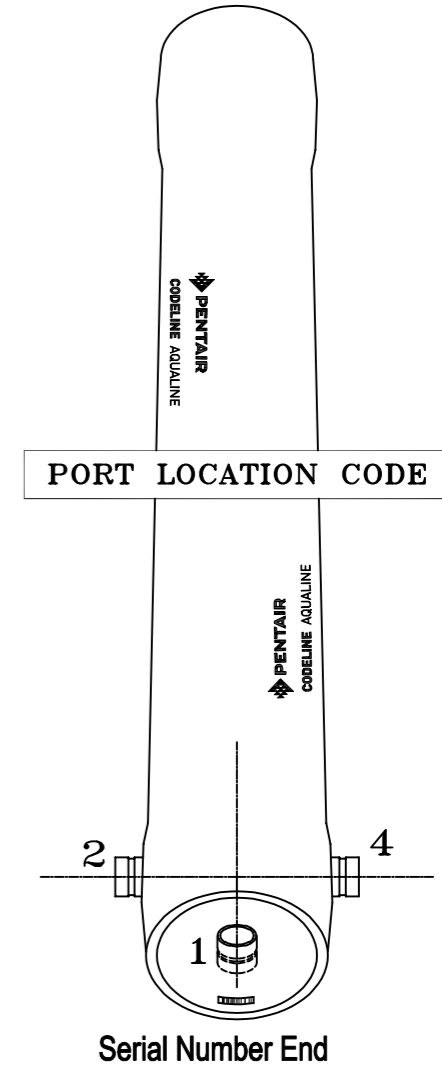 PENTAIR
CODELINE AQUALINE
PORT LOCATION CODE
PENTAIR
CODELINE AQUALINE
2
4
1
Serial Number End